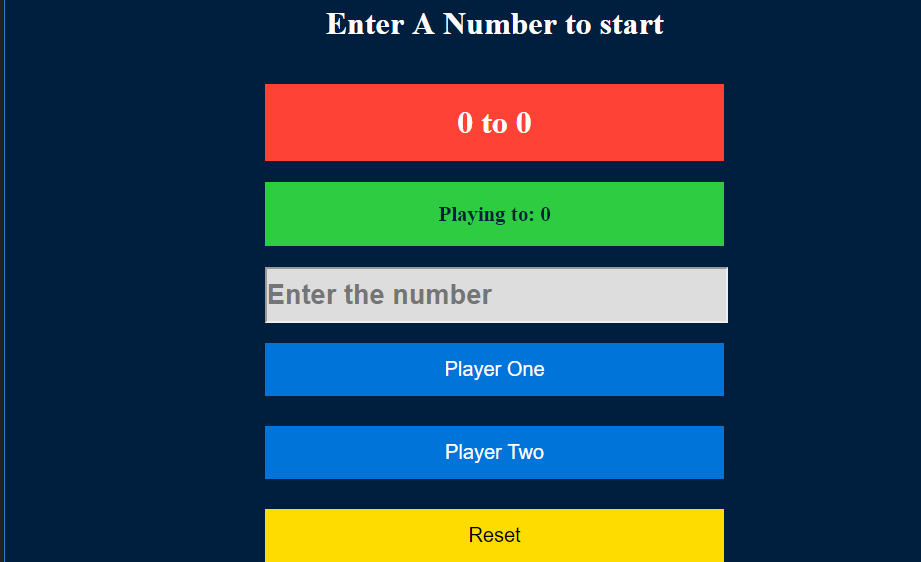 Enter A Number to start
0 to 0
Playing to: 0
Enter the number
Player One
Player Two
Reset